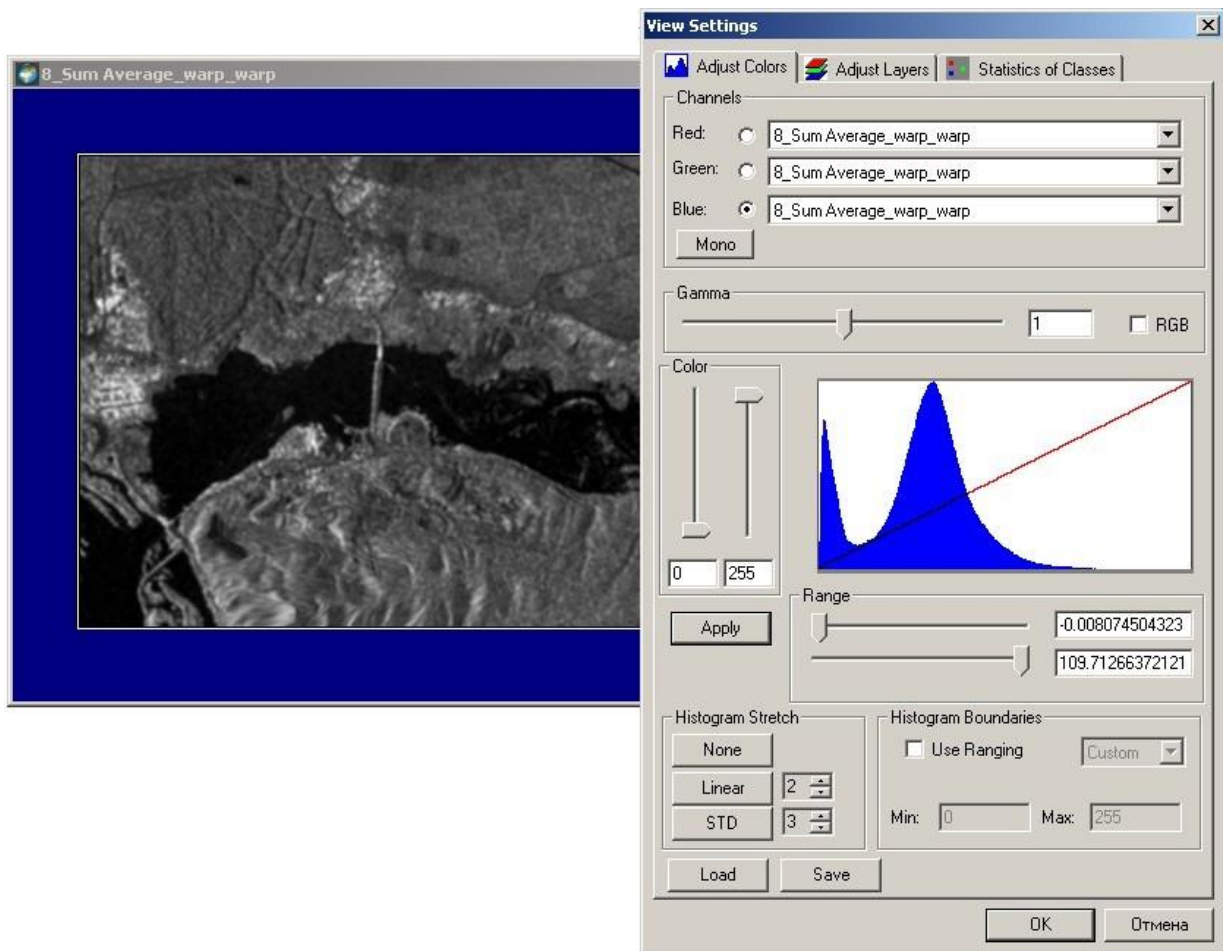 View Settings
8_Sum Average_warp_warp
Adjust Colors
Adjust Layers
Statistics of Classes
Channels
Red: 8_Sum Average_warp_warp
Green: 8_Sum Average_warp_warp
Blue: 8_Sum Average_warp_warp
Mono
Gamma
1 RGB
Color
0 255
Apply
Range
-0.008074504323
109.71266372121
Histogram Stretch
None
Linear 2
STD 3
Histogram Boundaries
Use Ranging Custom
Min: 0 Max: 255
Load Save
OK Отмена